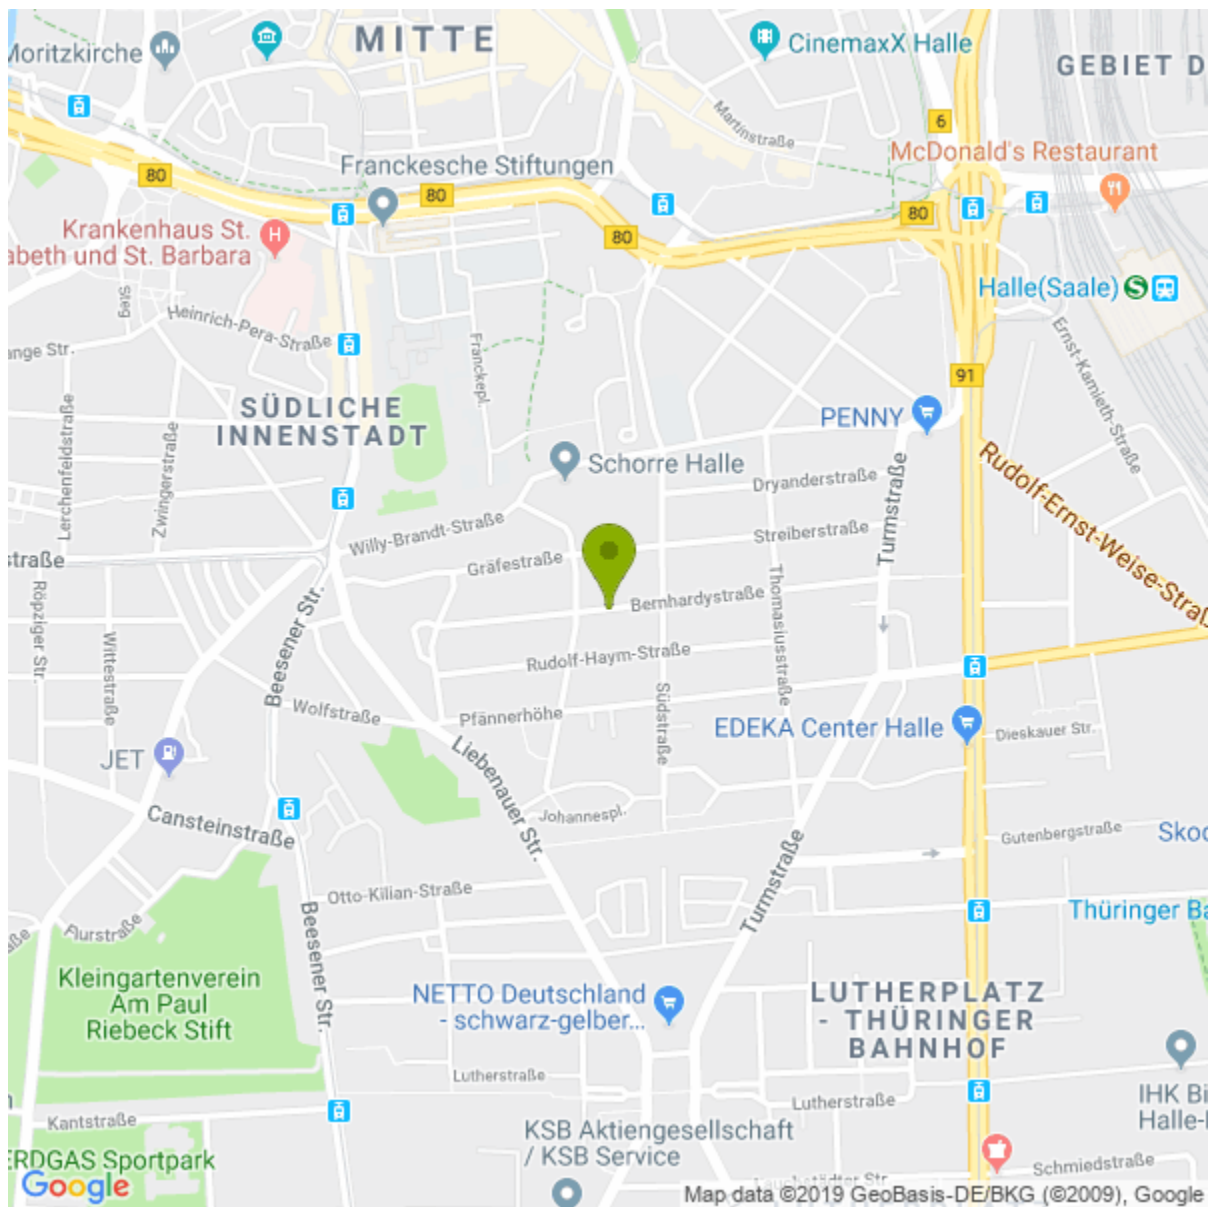 MITTE
Moritzkirche
CinemaxX Halle
GEBIET D
6
Martinstraße
McDonald's Restaurant
Franckesche Stiftungen
80
80
80
80
Krankenhaus St.
abeth und St. Barbara
Halle(Saale)
Steg
Heinrich-Pera-Straße
ange Str.
Franckepl.
Ernst-Kamieth-Straße
91
SÜDLICHE
INNENSTADT
PENNY
Lerchenfeldstraße
Zwingerstraße
Schorre Halle
Dryanderstraße
Turmstraße
Rudolf-Ernst-Weise-Straß
Willy-Brandt-Straße
Streiberstraße
straße
Gräfestraße
Bernhardystraße
Thomasiusstraße
Röpziger Str.
Wittestraße
Beesener Str.
Rudolf-Haym-Straße
Südstraße
Wolfstraße
Pfännerhöhe
EDEKA Center Halle
Dieskauer Str.
JET
Liebenauer Str.
Cansteinstraße
Johannespl.
Gutenbergstraße
Skod
Otto-Kilian-Straße
Turmstraße
Thüringer Ba
Beesener Str.
Flurstraße
aße
Kleingartenverein
Am Paul
Riebeck Stift
NETTO Deutschland
- schwarz-gelber...
LUTHERPLATZ
- THÜRINGER
BAHNHOF
Lutherstraße
Lutherstraße
IHK Bi
Halle-
Kantstraße
KSB Aktiengesellschaft
/ KSB Service
ERDGAS Sportpark
Schmiedstraße
Lauchstädter Str
Google
Map data ©2019 GeoBasis-DE/BKG (©2009), Google